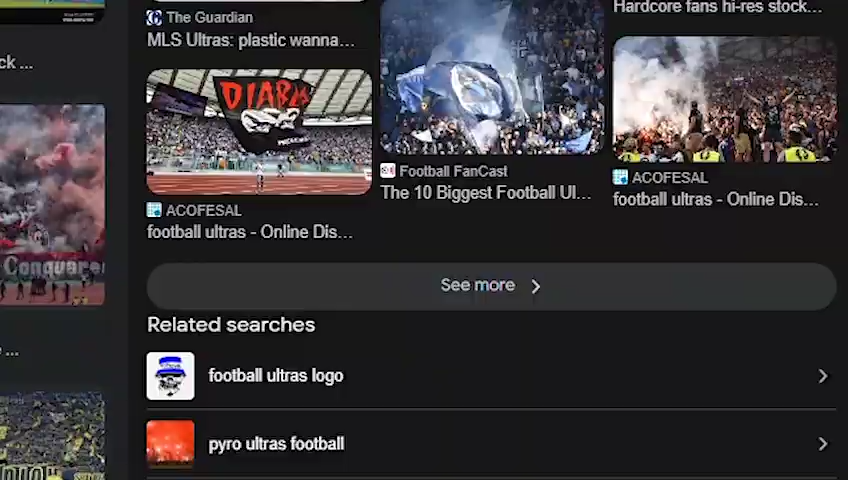 The Guardian
MLS Ultras: plastic wanna...
Hardcore fans hi-res stock...
ck ...
DIABA
ACOFESAL
football ultras - Online Dis...
Football FanCast
The 10 Biggest Football Ul...
ACOFESAL
football ultras - Online Dis...
Conquare
...
See more
Related searches
football ultras logo
pyro ultras football